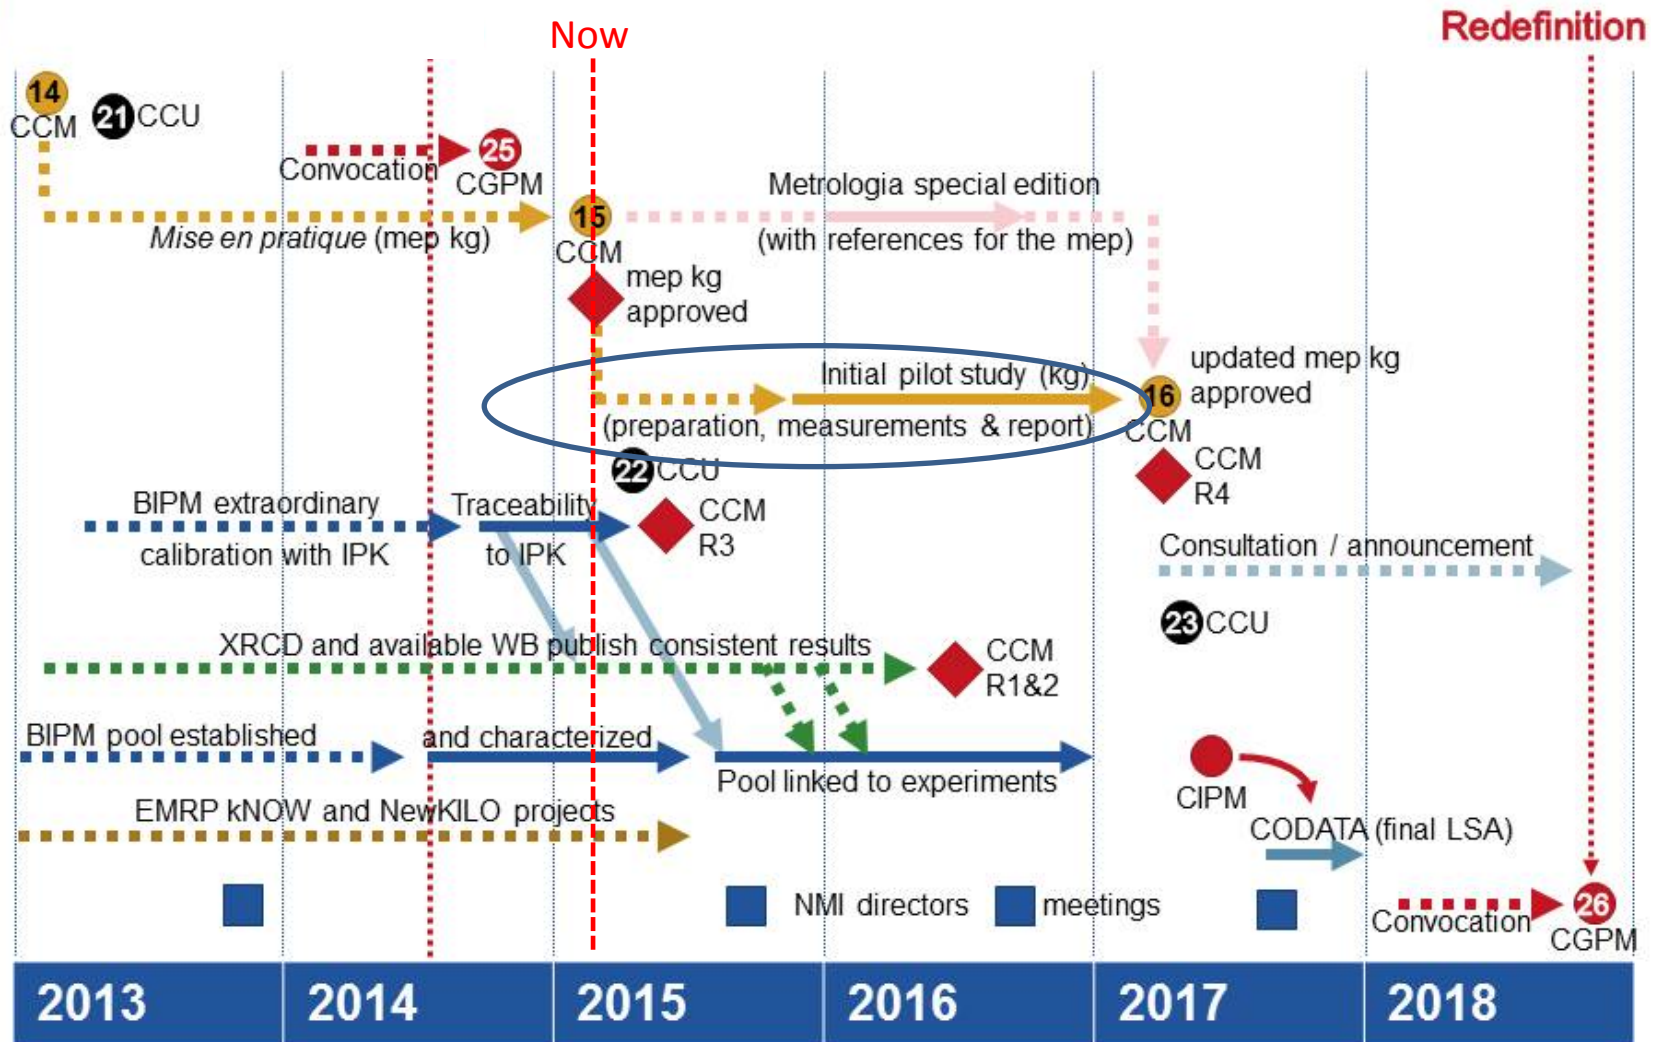 Now
Redefinition
14
CCM
21
CCU
Convocation
25
CGPM
Mise en pratique (mep kg)
15
CCM
Metrologia special edition
(with references for the mep)
mep kg
approved
Initial pilot study (kg)
(preparation, measurements & report)
updated mep kg
approved
16
CCM
CCM
R4
22
CCU
BIPM extraordinary
calibration with IPK
Traceability
to IPK
CCM
R3
Consultation / announcement
23
CCU
XRCD and available WB publish consistent results
CCM
R1&2
BIPM pool established
and characterized
Pool linked to experiments
CIPM
EMRP kNOW and NewKILO projects
CODATA (final LSA)
NMI directors
meetings
Convocation
26
CGPM
2013
2014
2015
2016
2017
2018